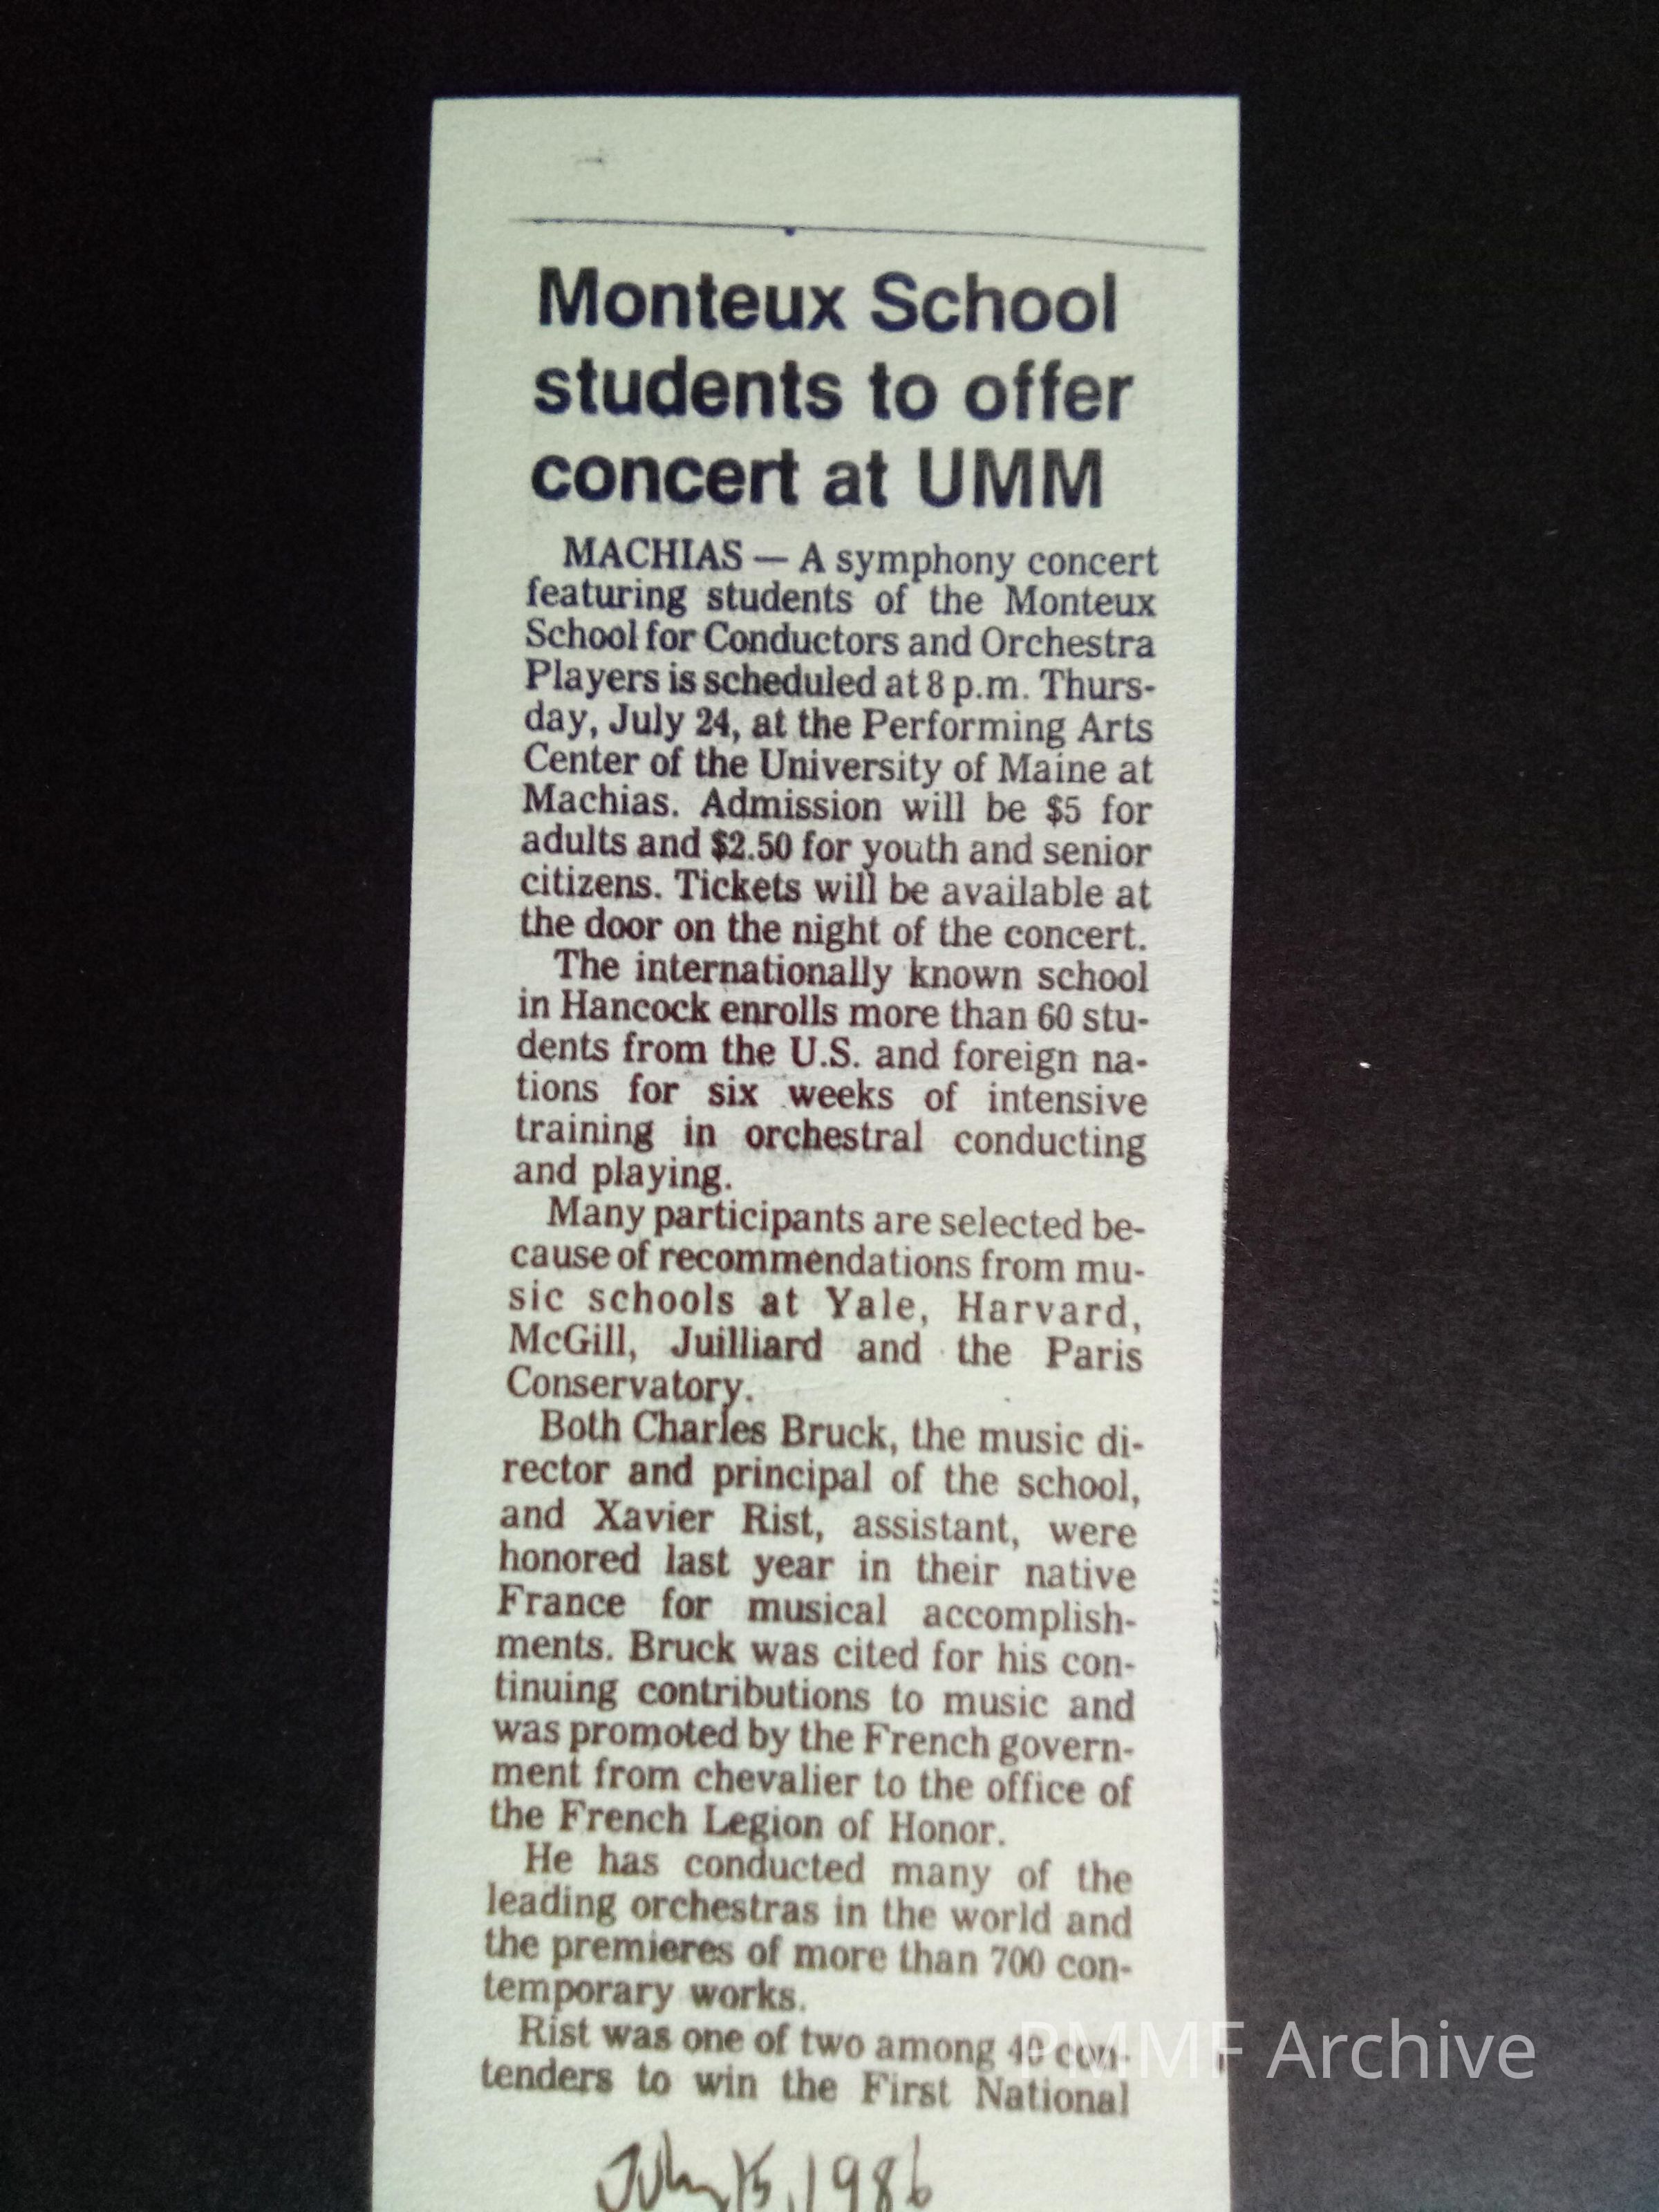 Monteux School
students to offer
concert at UMM
MACHIAS — A symphony concert
featuring students of the Monteux
School for Conductors and Orchestra
Players is scheduled at 8 p.m. Thurs-
day, July 24, at the Performing Arts
Center of the University of Maine at
Machias. Admission will be $5 for
adults and $2.50 for youth and senior
citizens. Tickets will be available at
the door on the night of the concert.
The internationally known school
in Hancock enrolls more than 60 stu-
dents from the U.S. and foreign na-
tions for six weeks of intensive
training in orchestral conducting
and playing.
Many participants are selected be-
cause of recommendations from mu-
sic schools at Yale, Harvard,
McGill, Juilliard and the Paris
Conservatory.
Both Charles Bruck, the music di-
rector and principal of the school,
and Xavier Rist, assistant, were
honored last year in their native
France for musical accomplish-
ments. Bruck was cited for his con-
tinuing contributions to music and
was promoted by the French govern-
ment from chevalier to the office of
the French Legion of Honor.
He has conducted many of the
leading orchestras in the world and
the premieres of more than 700 con-
temporary works.
Rist was one of two among 40 con-
tenders to win the First National
PMMF Archive
July 15, 1986